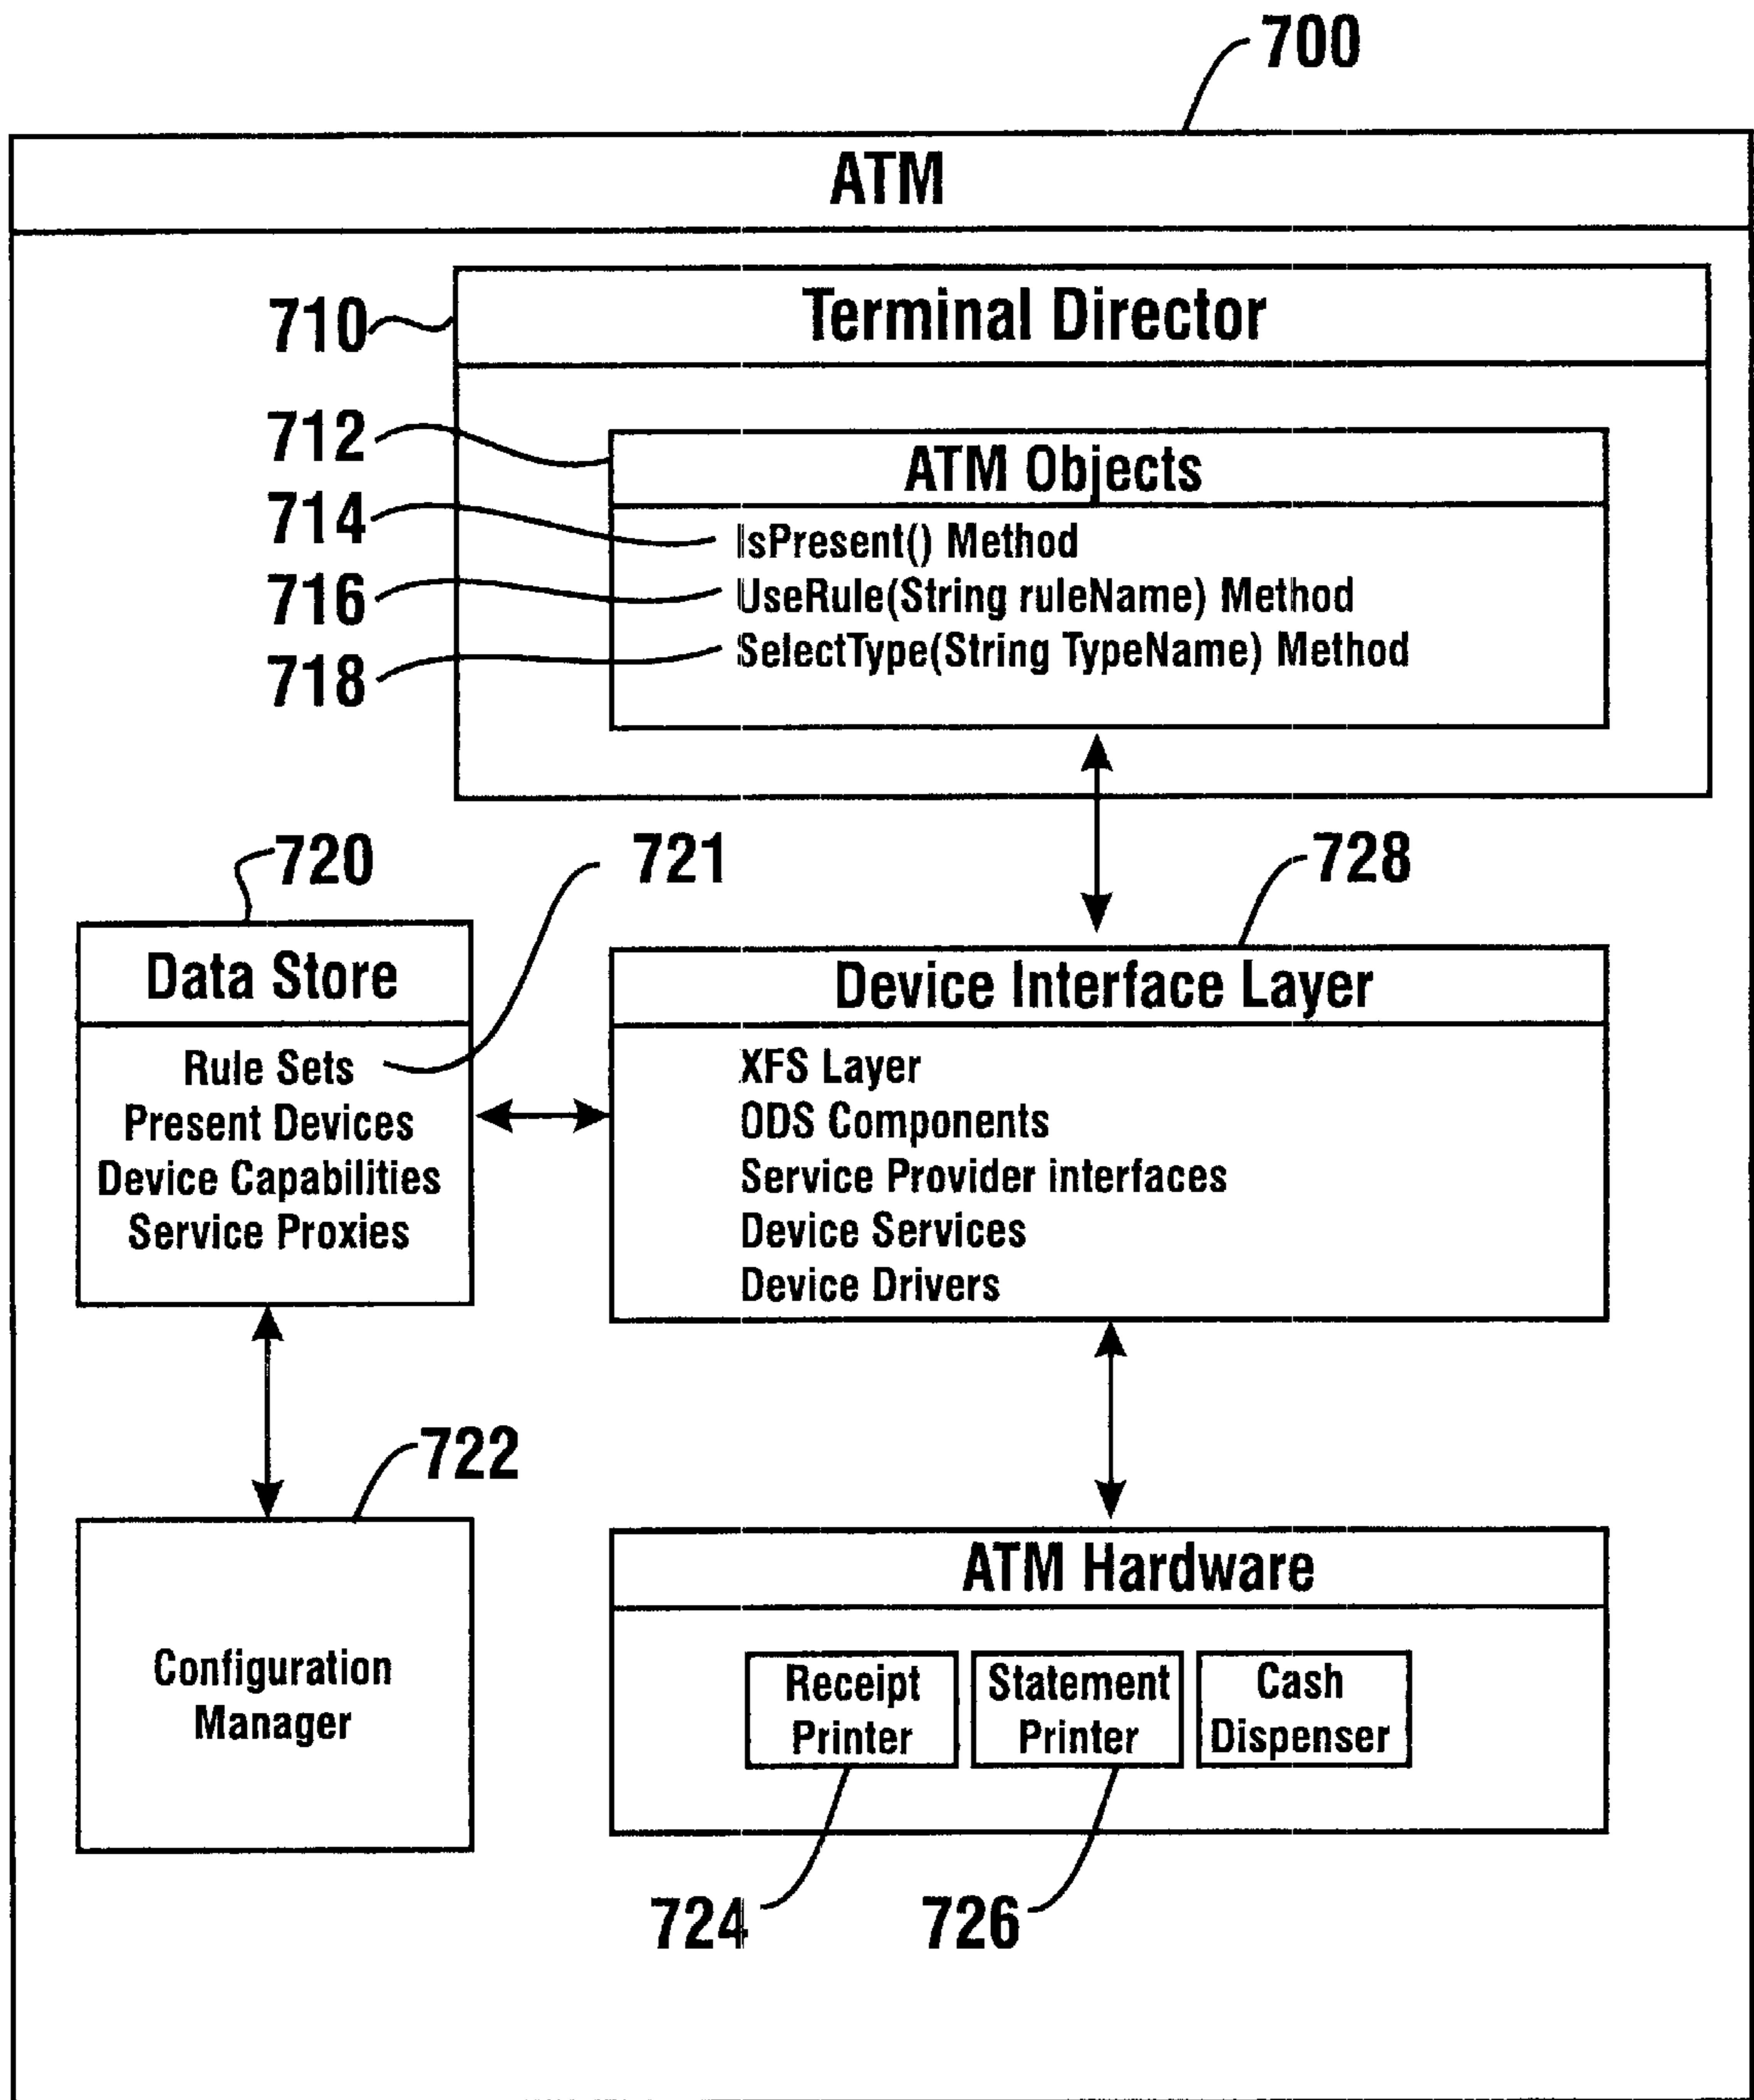 700
ATM
710
Terminal Director
712
ATM Objects
714
IsPresent() Method
716
UseRule(String ruleName) Method
718
SelectType(String TypeName) Method
720
721
728
Data Store
Rule Sets
Present Devices
Device Capabilities
Service Proxies
Device Interface Layer
XFS Layer
ODS Components
Service Provider interfaces
Device Services
Device Drivers
722
Configuration
Manager
ATM Hardware
Receipt
Printer
Statement
Printer
Cash
Dispenser
724
726